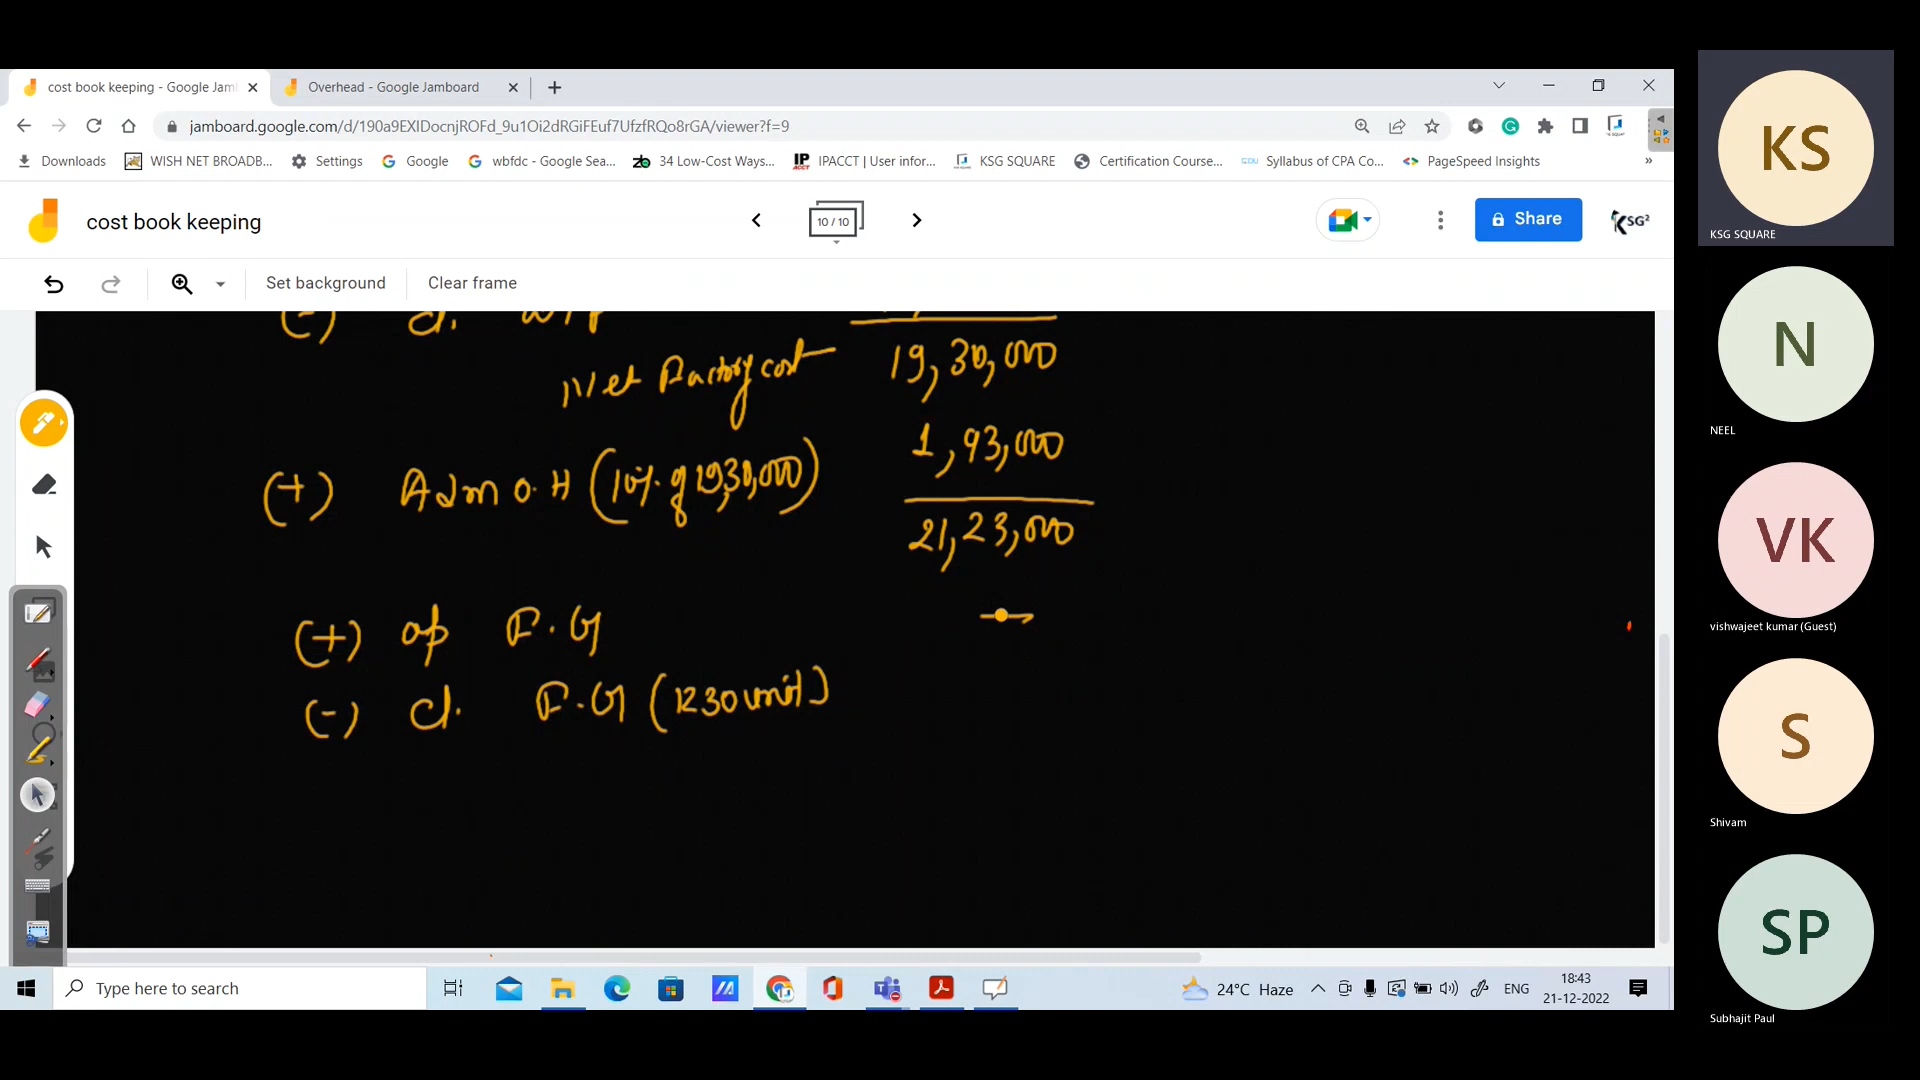 cost book keeping - Google Jam
Overhead - Google Jamboard
jamboard.google.com/d/190a9EXIDocnjROFd_9u1Oi2dRGiFEuf7UfzfRQo8rGA/viewer?f=9
Downloads
WISH NET BROADB...
Settings
Google
wbfdc - Google Sea...
34 Low-Cost Ways...
IPACCT | User infor...
KSG SQUARE
Certification Course...
Syllabus of CPA Co...
PageSpeed Insights
cost book keeping
10 / 10
Share
KSG²
Set background
Clear frame
(-) cl. WIP
Net Factory cost 19,30,000
(+) Adm O.H (10% of 19,30,000) 1,93,000
21,23,000
(+) op F.G —
(-) cl. F.G (1230 unit)
Type here to search
24°C Haze
ENG
18:43
21-12-2022
KS
KSG SQUARE
N
NEEL
VK
vishwajeet kumar (Guest)
S
Shivam
SP
Subhajit Paul